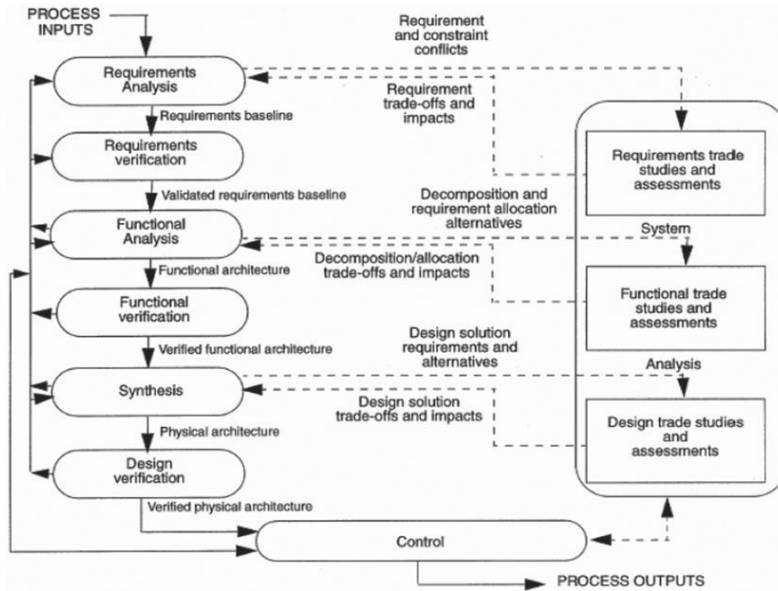 PROCESS
INPUTS
Requirements
Analysis
Requirements baseline
Requirements
verification
Validated requirements baseline
Functional
Analysis
Functional architecture
Functional
verification
Verified functional architecture
Synthesis
Physical architecture
Design
verification
Verified physical architecture
Control
PROCESS OUTPUTS
Requirement
and constraint
conflicts
Requirement
trade-offs and
impacts
Decomposition and
requirement allocation
alternatives
Decomposition/allocation
trade-offs and impacts
Design solution
requirements and
alternatives
Design solution
trade-offs and impacts
Requirements trade
studies and
assessments
System
Functional trade
studies and
assessments
Analysis
Design trade studies
and
assessments